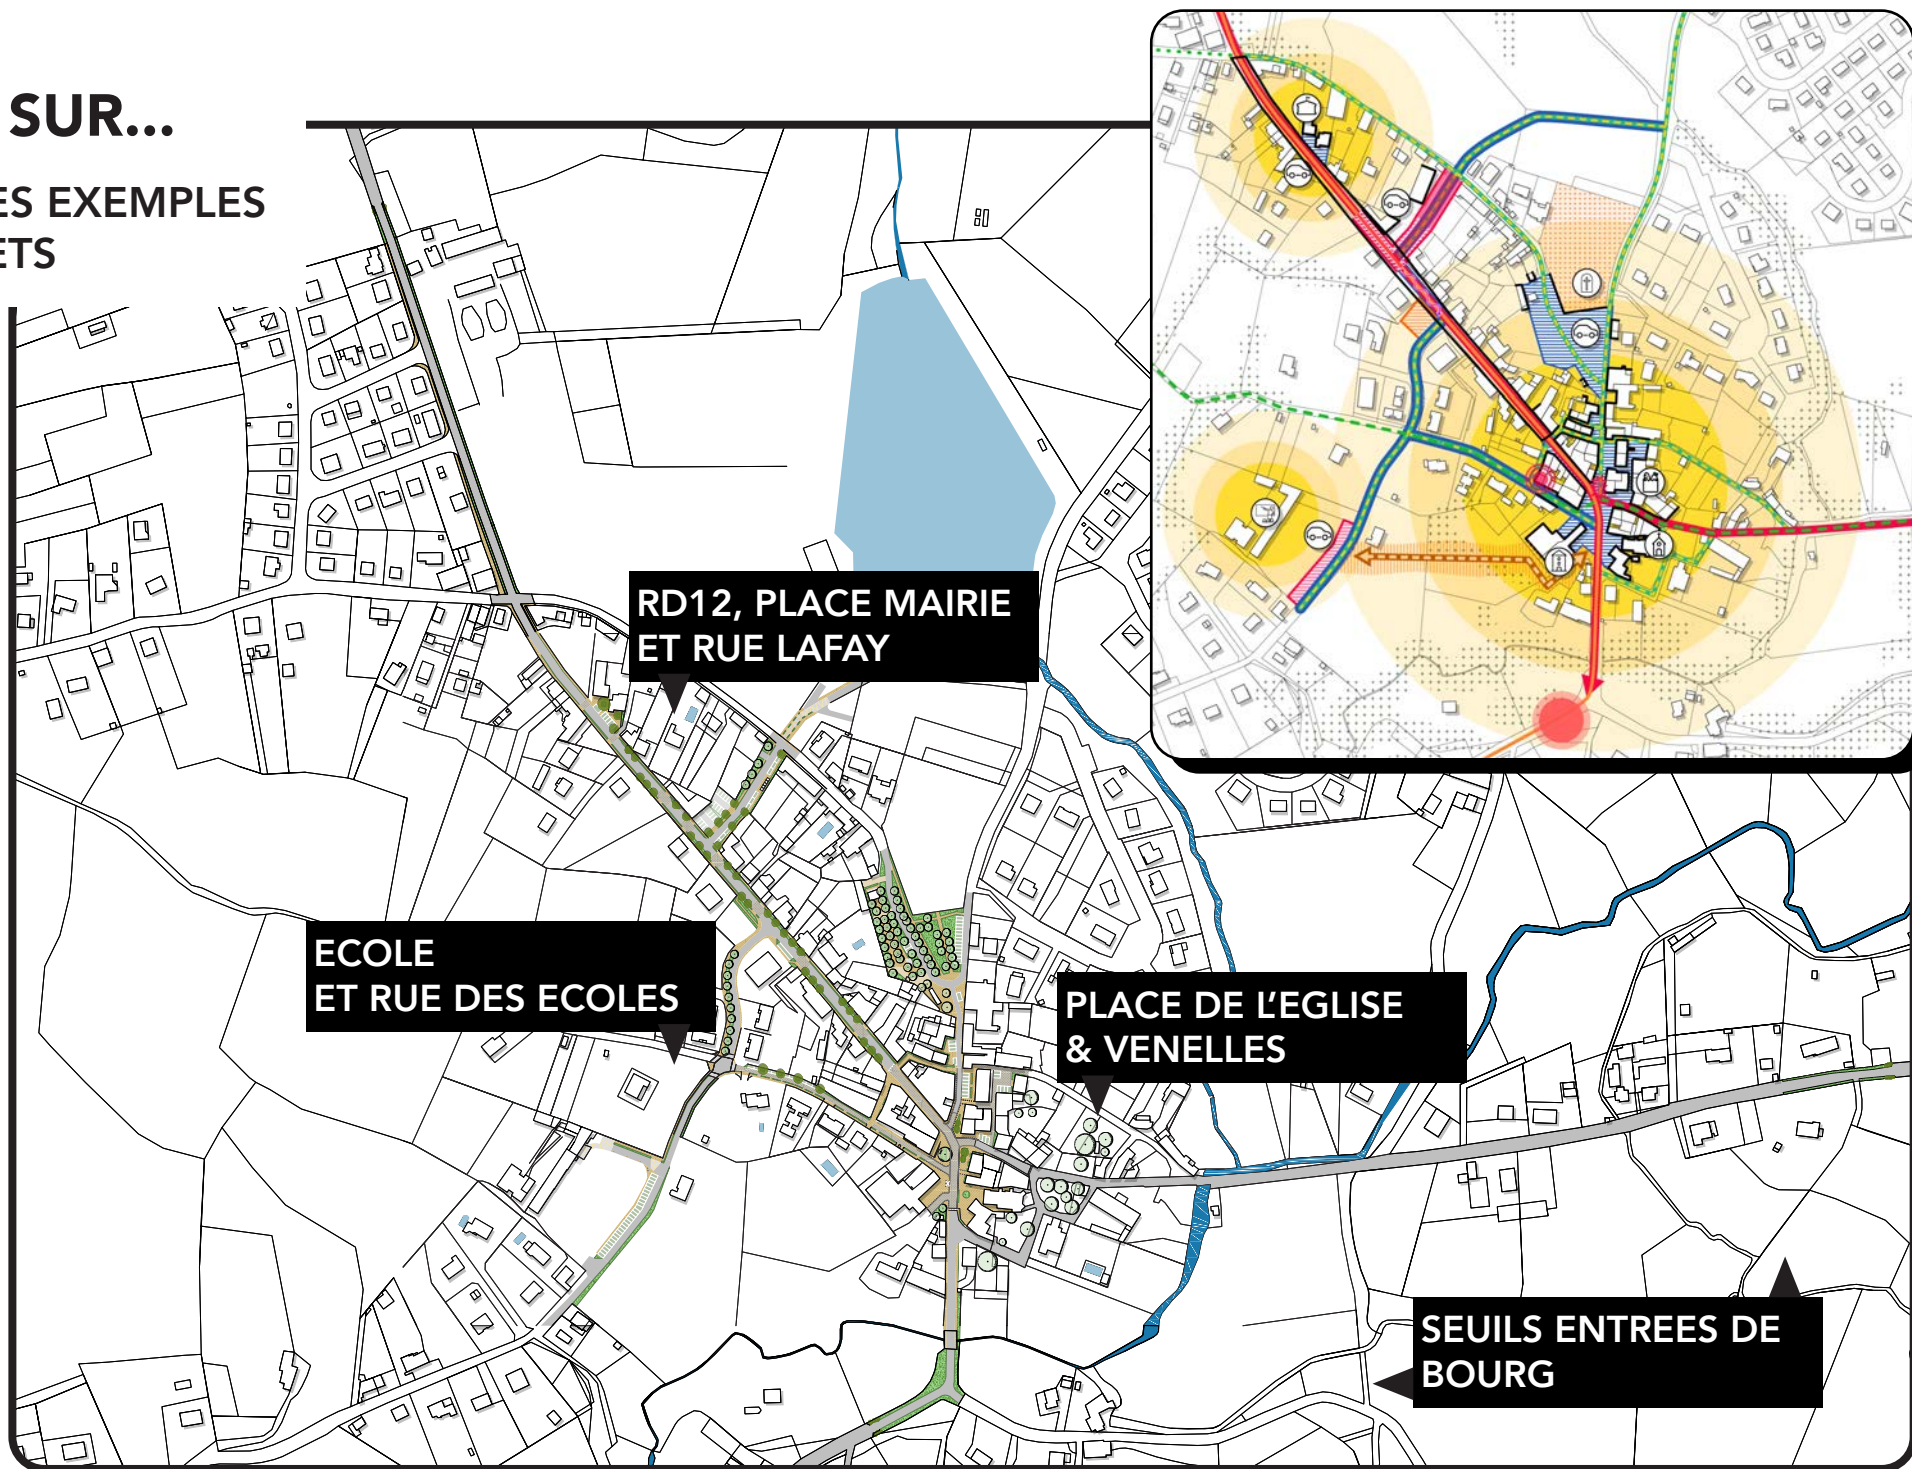 SUR...
ES EXEMPLES
ETS
RD12, PLACE MAIRIE
ET RUE LAFAY
ECOLE
ET RUE DES ECOLES
PLACE DE L'EGLISE
& VENELLES
SEUILS ENTREES DE
BOURG